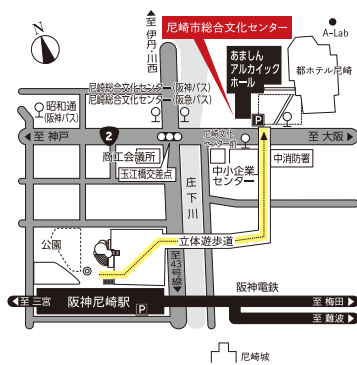 N
▲至 伊丹・川西
尼崎市総合文化センター
A-Lab
あましん
アルカイック
ホール
都ホテル尼崎
尼崎総合文化センター(阪神バス)
尼崎総合文化センター(阪急バス)
昭和通
(阪神バス)
P
◀至 神戸
2
尼崎文化
センター前
至 大阪▶
商工会議所
玉江橋交差点
中小企業
センター
中消防署
庄下川
公園
立体遊歩道
至43号線▼
阪神電鉄
◀至 三宮
阪神尼崎駅
P
至 梅田▶
至 難波▶
尼崎城